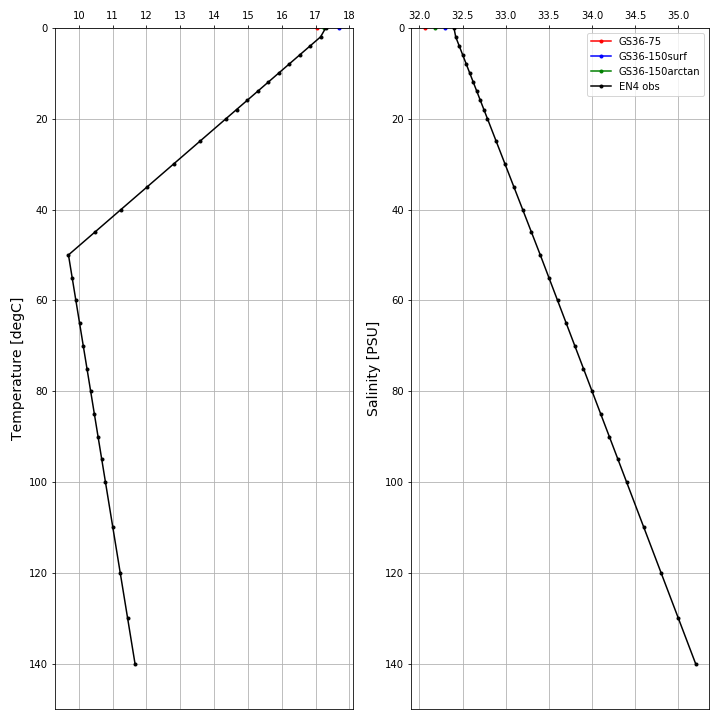 10 11 12 13 14 15 16 17 18
0
20
40
60
80
100
120
140
Temperature [degC]
32.0 32.5 33.0 33.5 34.0 34.5 35.0
0
20
40
60
80
100
120
140
Salinity [PSU]
GS36-75
GS36-150surf
GS36-150arctan
EN4 obs